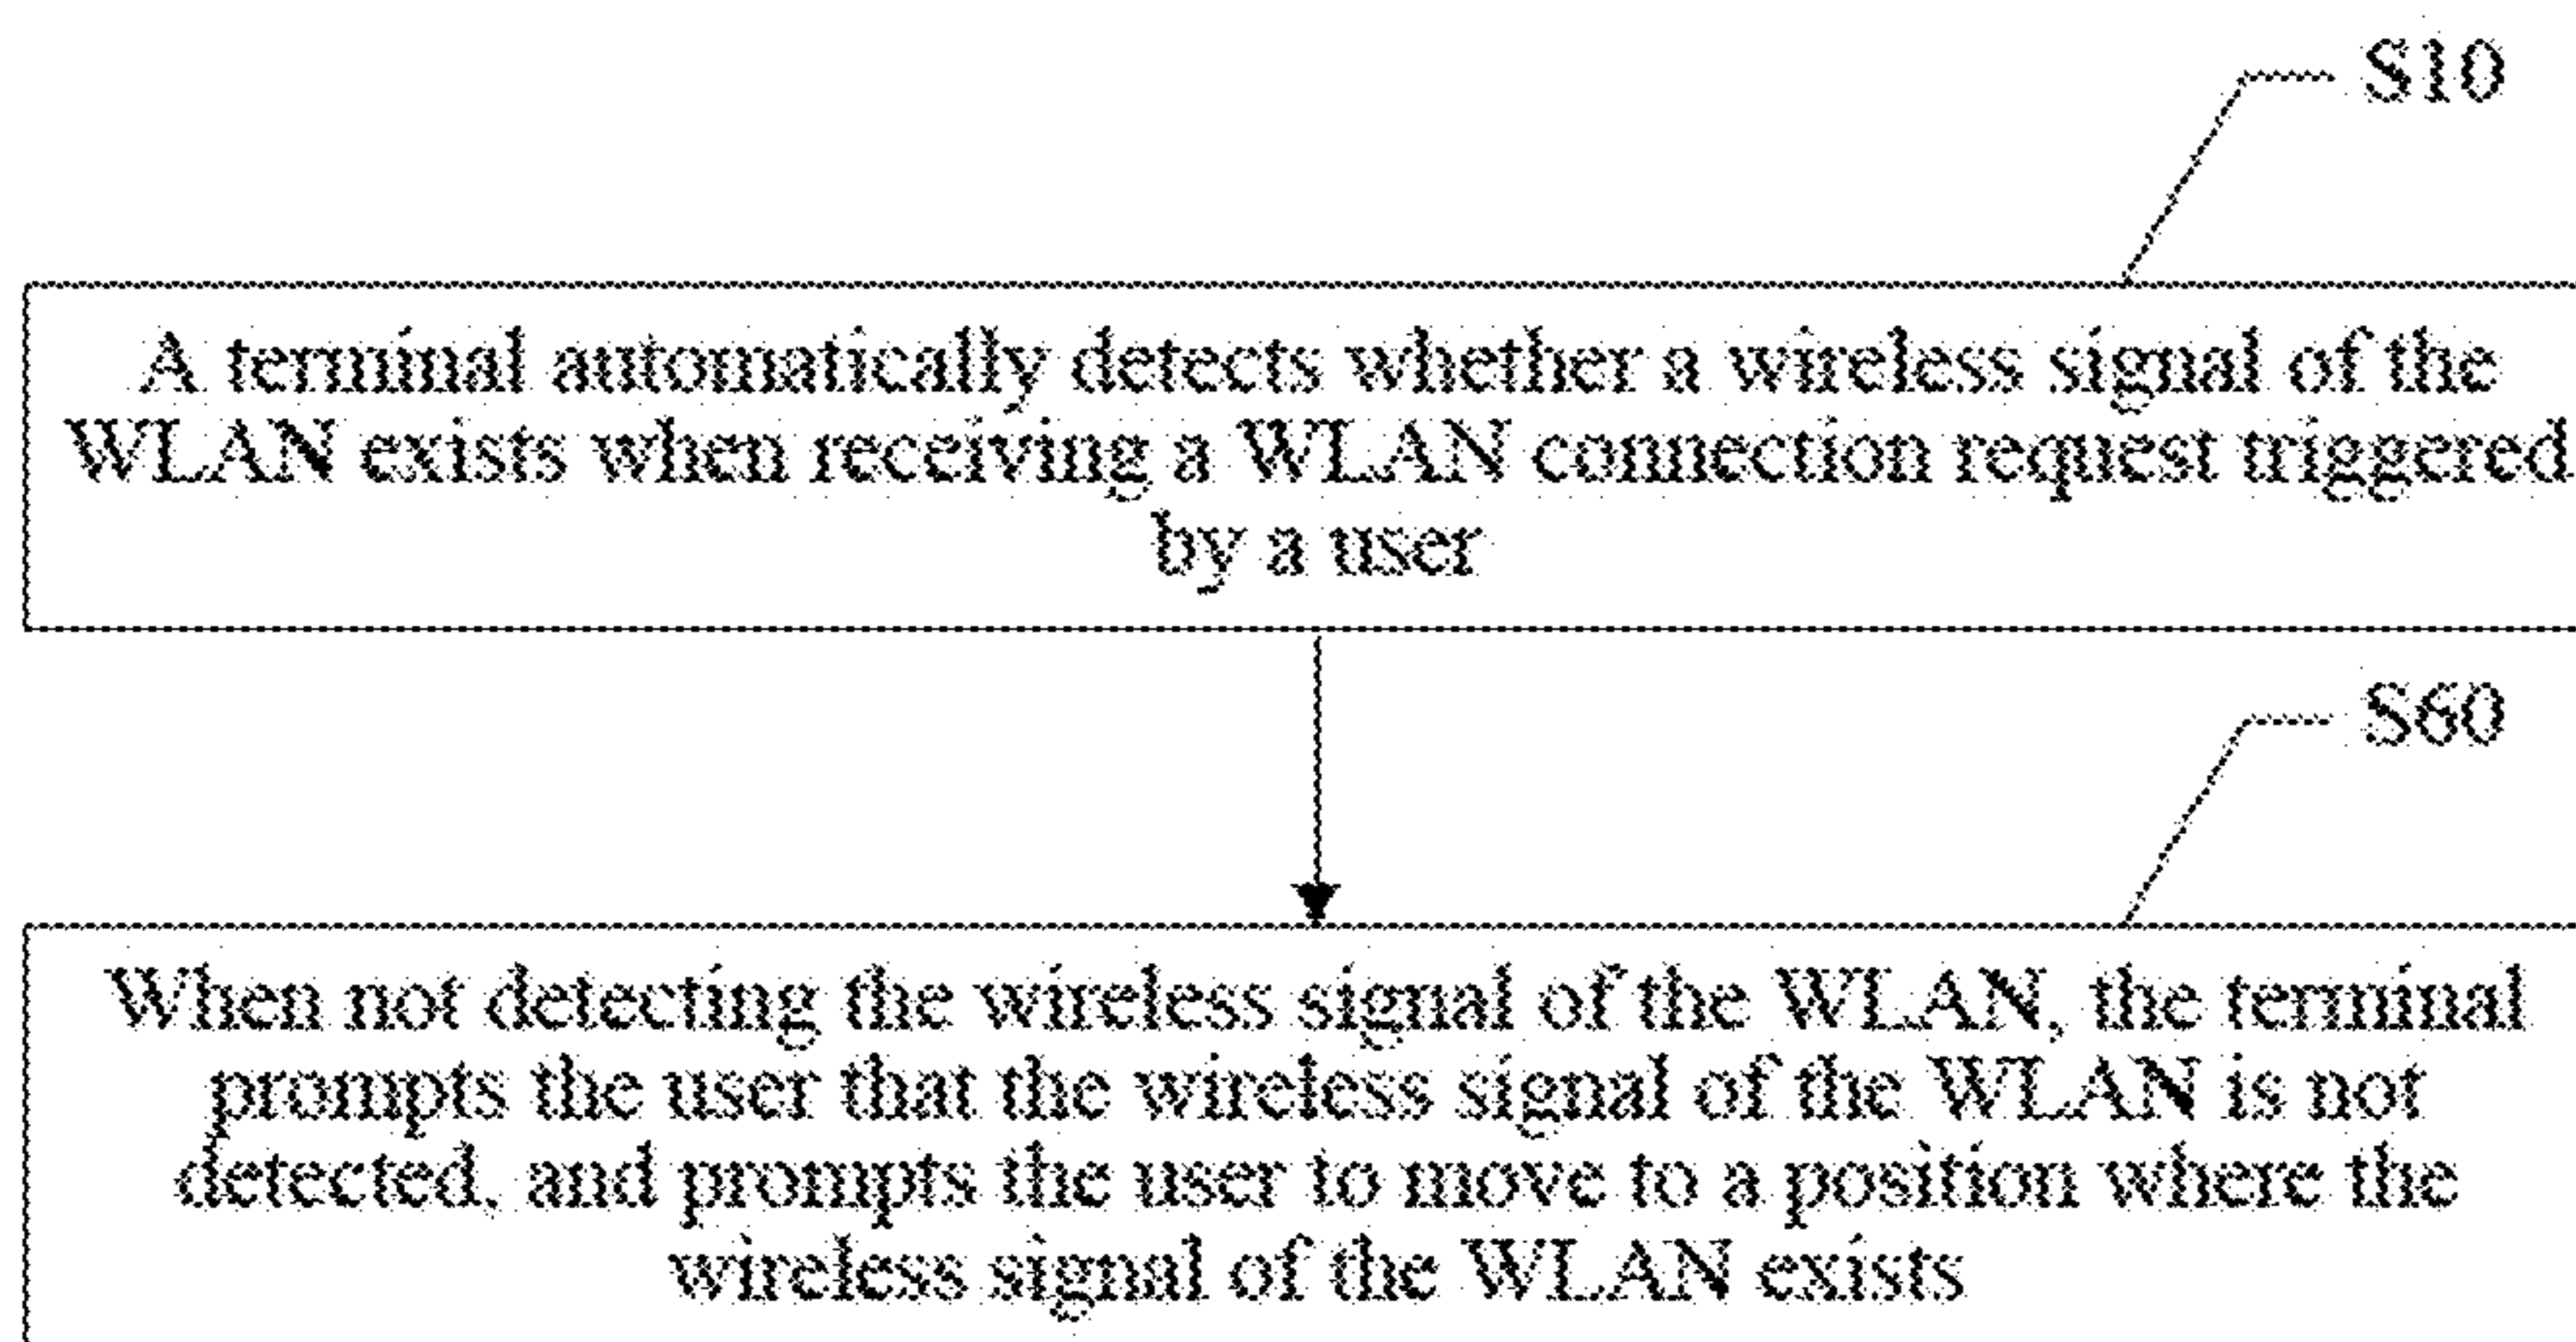 S10
A terminal automatically detects whether a wireless signal of the
WLAN exists when receiving a WLAN connection request triggered
by a user
S60
When not detecting the wireless signal of the WLAN, the terminal
prompts the user that the wireless signal of the WLAN is not
detected, and prompts the user to move to a position where the
wireless signal of the WLAN exists